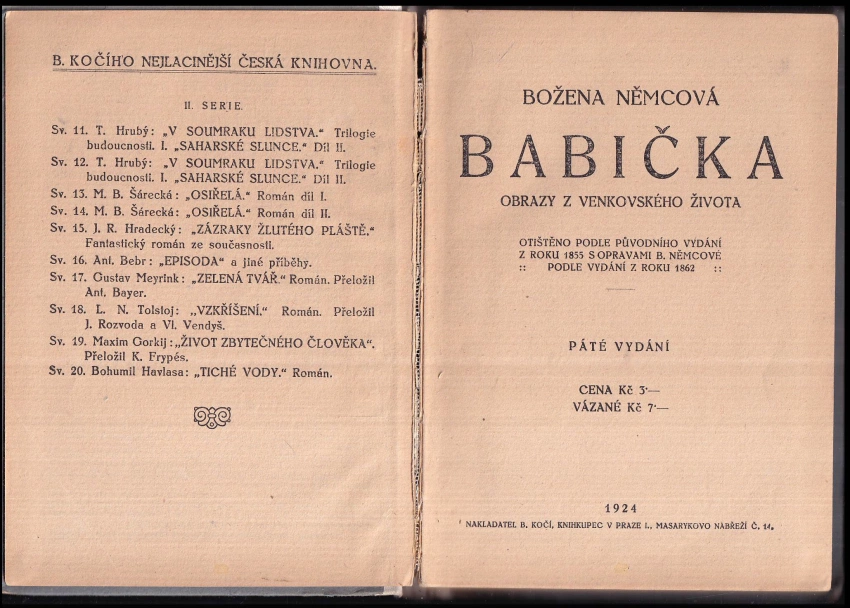 B. KOČÍHO NEJLACINĚJŠÍ ČESKÁ KNIHOVNA.
II. SERIE.
Sv. 11. T. Hrubý: „V SOUMRAKU LIDSTVA.“ Trilogie
budoucnosti. I. „SAHARSKÉ SLUNCE.“ Díl II.
Sv. 12. T. Hrubý: „V SOUMRAKU LIDSTVA.“ Trilogie
budoucnosti. I. „SAHARSKÉ SLUNCE.“ Díl II.
Sv. 13. M. B. Šárecká: „OSIŘELÁ.“ Román díl I.
Sv. 14. M. B. Šárecká: „OSIŘELÁ.“ Román díl II.
Sv. 15. J. R. Hradecký: „ZÁZRAKY ŽLUTÉHO PLÁŠTĚ.“
Fantastický román ze současnosti.
Sv. 16. Ant. Bebr: „EPISODA“ a jiné příběhy.
Sv. 17. Gustav Meyrink: „ZELENÁ TVÁŘ.“ Román. Přeložil
Ant. Bayer.
Sv. 18. L. N. Tolstoj: „VZKŘÍŠENÍ.“ Román. Přeložil
J. Rozvoda a Vl. Vendyš.
Sv. 19. Maxim Gorkij: „ŽIVOT ZBYTEČNÉHO ČLOVĚKA“.
Přeložil K. Frypés.
Sv. 20. Bohumil Havlasa: „TICHÉ VODY.“ Román.
BOŽENA NĚMCOVÁ
BABIČKA
OBRAZY Z VENKOVSKÉHO ŽIVOTA
OTIŠTĚNO PODLE PŮVODNÍHO VYDÁNÍ
Z ROKU 1855 S OPRAVAMI B. NĚMCOVÉ
:: PODLE VYDÁNÍ Z ROKU 1862 ::
PÁTÉ VYDÁNÍ
CENA Kč 3·—
VÁZANÉ Kč 7·—
1924
NAKLADATEL B. KOČÍ, KNIHKUPEC V PRAZE I., MASARYKOVO NÁBŘEŽÍ Č. 14.